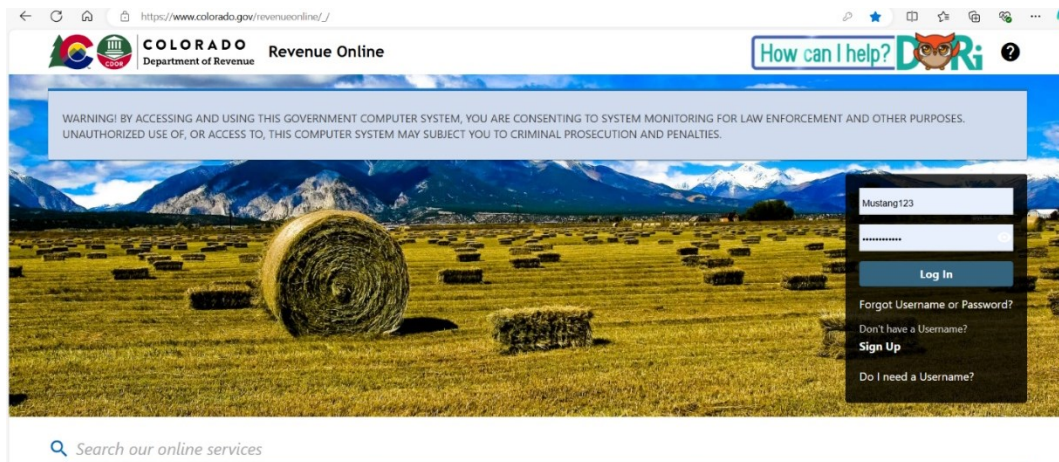 https://www.colorado.gov/revenueonline/_/
COLORADO
Department of Revenue
CDOR
Revenue Online
How can I help? DORi
?
WARNING! BY ACCESSING AND USING THIS GOVERNMENT COMPUTER SYSTEM, YOU ARE CONSENTING TO SYSTEM MONITORING FOR LAW ENFORCEMENT AND OTHER PURPOSES.
UNAUTHORIZED USE OF, OR ACCESS TO, THIS COMPUTER SYSTEM MAY SUBJECT YOU TO CRIMINAL PROSECUTION AND PENALTIES.
Mustang123
••••••••••••
Log In
Forgot Username or Password?
Don't have a Username?
Sign Up
Do I need a Username?
Search our online services